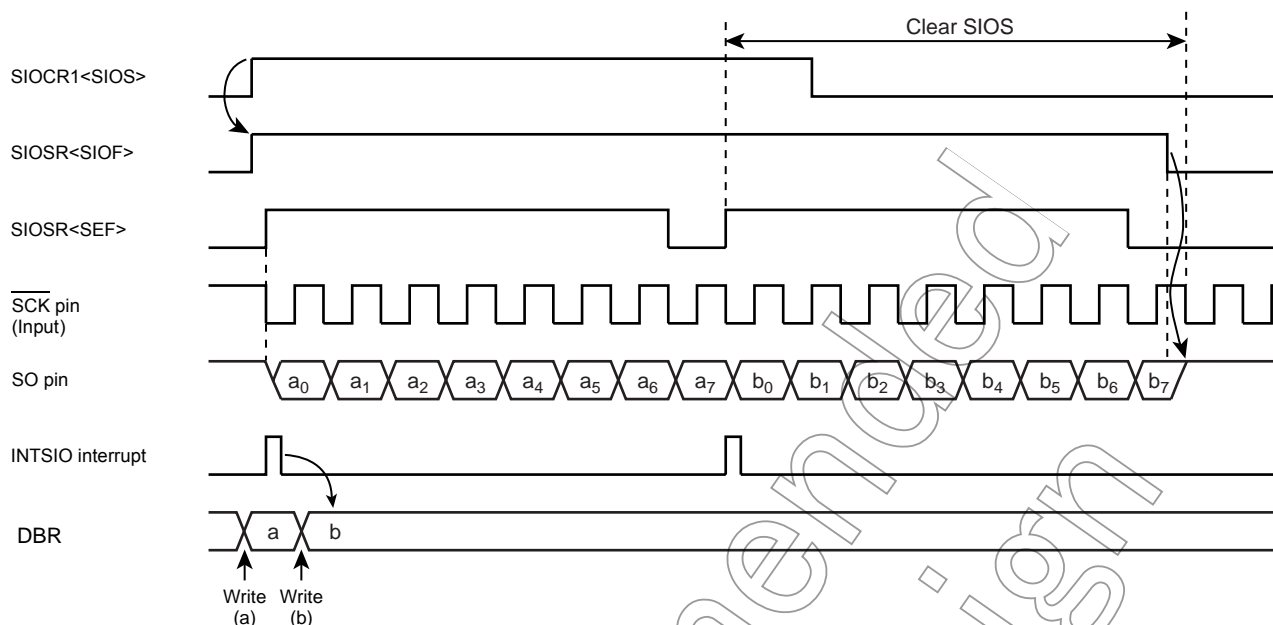 Clear SIOS
SIOCR1<SIOS>
SIOSR<SIOF>
SIOSR<SEF>
SCK pin
(Input)
SO pin
a0 a1 a2 a3 a4 a5 a6 a7 b0 b1 b2 b3 b4 b5 b6 b7
INTSIO interrupt
DBR
a b
Write Write
(a) (b)